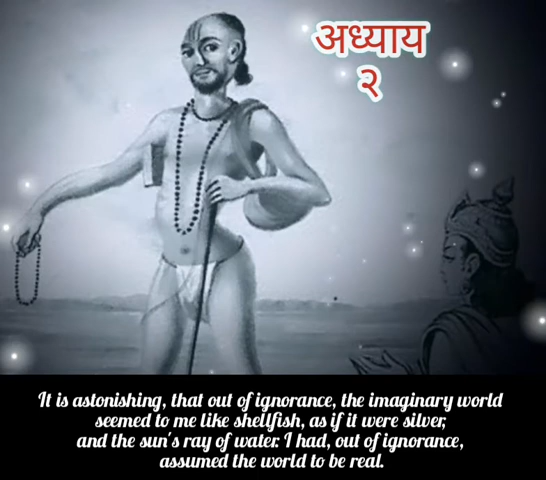 अध्याय
२
It is astonishing, that out of ignorance, the imaginary world
seemed to me like shellfish, as if it were silver,
and the sun's ray of water. I had, out of ignorance,
assumed the world to be real.